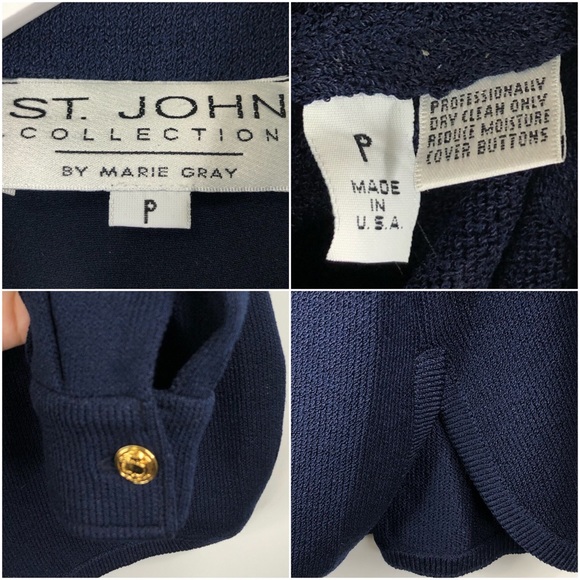 ST. JOHN
COLLECTION
BY MARIE GRAY
P
P
MADE
IN
U.S.A.
PROFESSIONALLY
DRY CLEAN ONLY
REDUCE MOISTURE
COVER BUTTONS